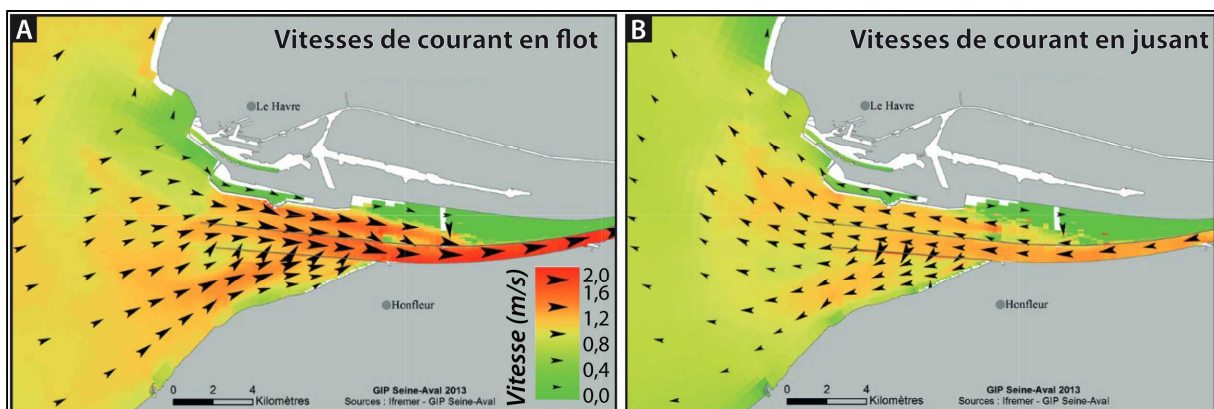 A
Vitesses de courant en flot
Le Havre
Honfleur
Vitesse (m/s)
2,0
1,6
1,2
0,8
0,4
0,0
0 2 4
Kilomètres
GIP Seine-Aval 2013
Sources : Ifremer - GIP Seine-Aval
B
Vitesses de courant en jusant
Le Havre
Honfleur
0 2 4
Kilomètres
GIP Seine-Aval 2013
Sources : Ifremer - GIP Seine-Aval